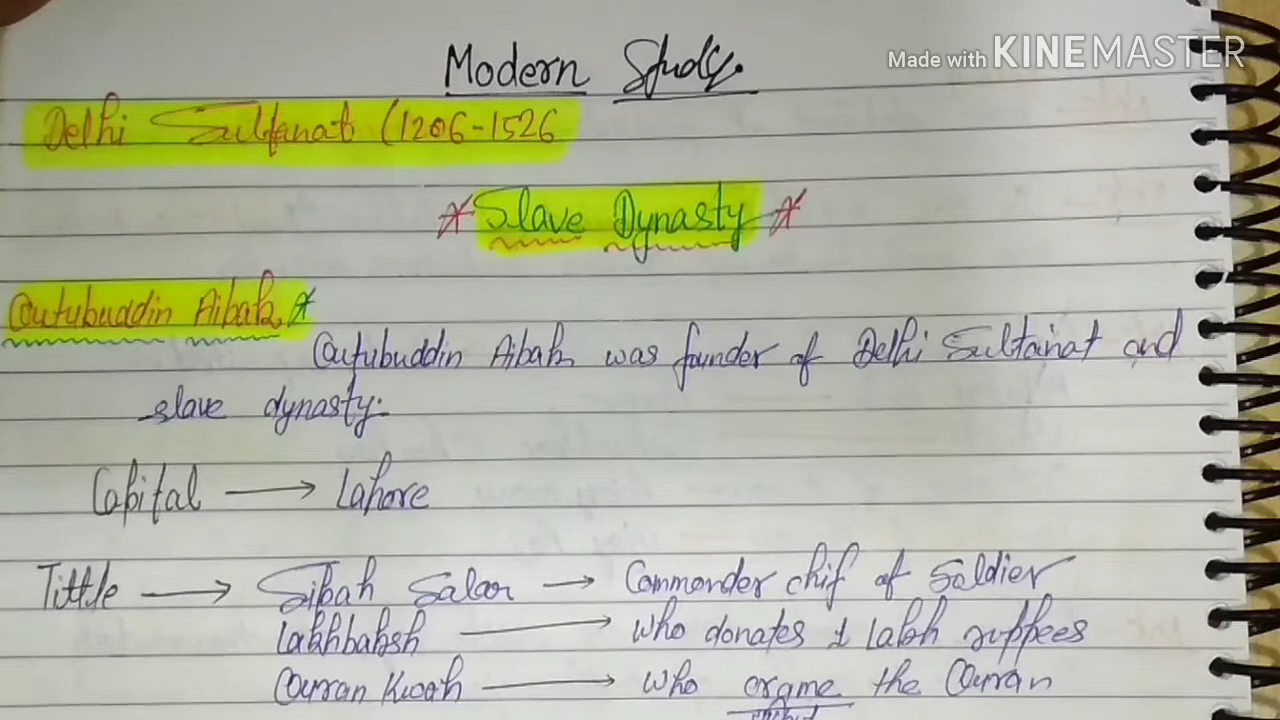 Made with KINEMASTER
Modern Study.
Delhi Sultanat (1206-1526
* Slave Dynasty *
Qutubuddin Aibak *
Qutubuddin Aibak was founder of Delhi Sultanat and
slave dynasty.
Capital → Lahore
Tittle → Sipah Salar → Commander chif of Soldier
Lakhbaksh → Who donates 1 Lakh ruppees
Qurran Kwah → Who crame the Quran